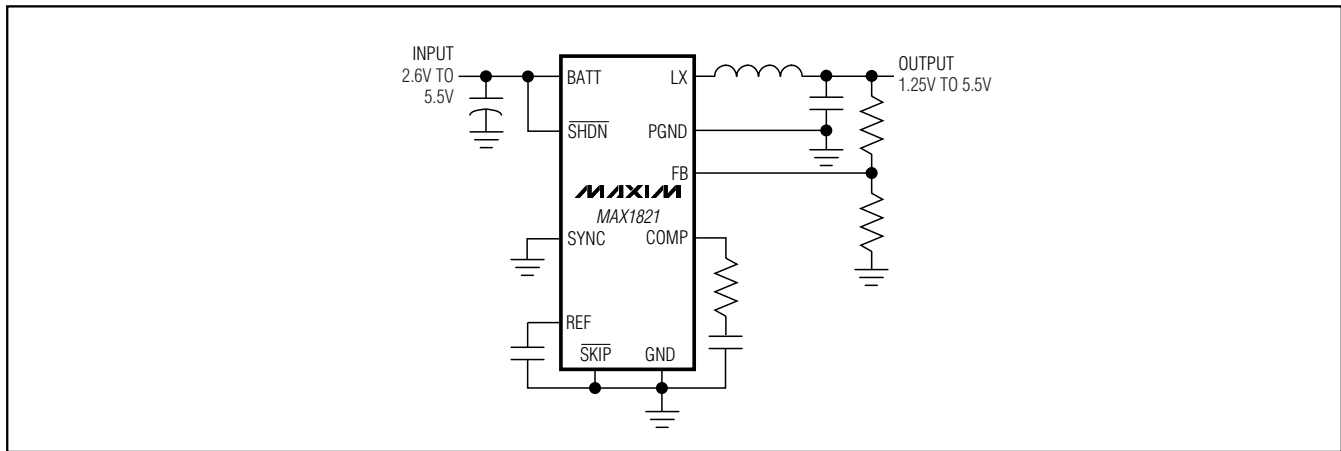 INPUT
2.6V TO
5.5V
BATT
SHDN
SYNC
REF
SKIP
GND
MAXIM
MAX1821
LX
PGND
FB
COMP
OUTPUT
1.25V TO 5.5V